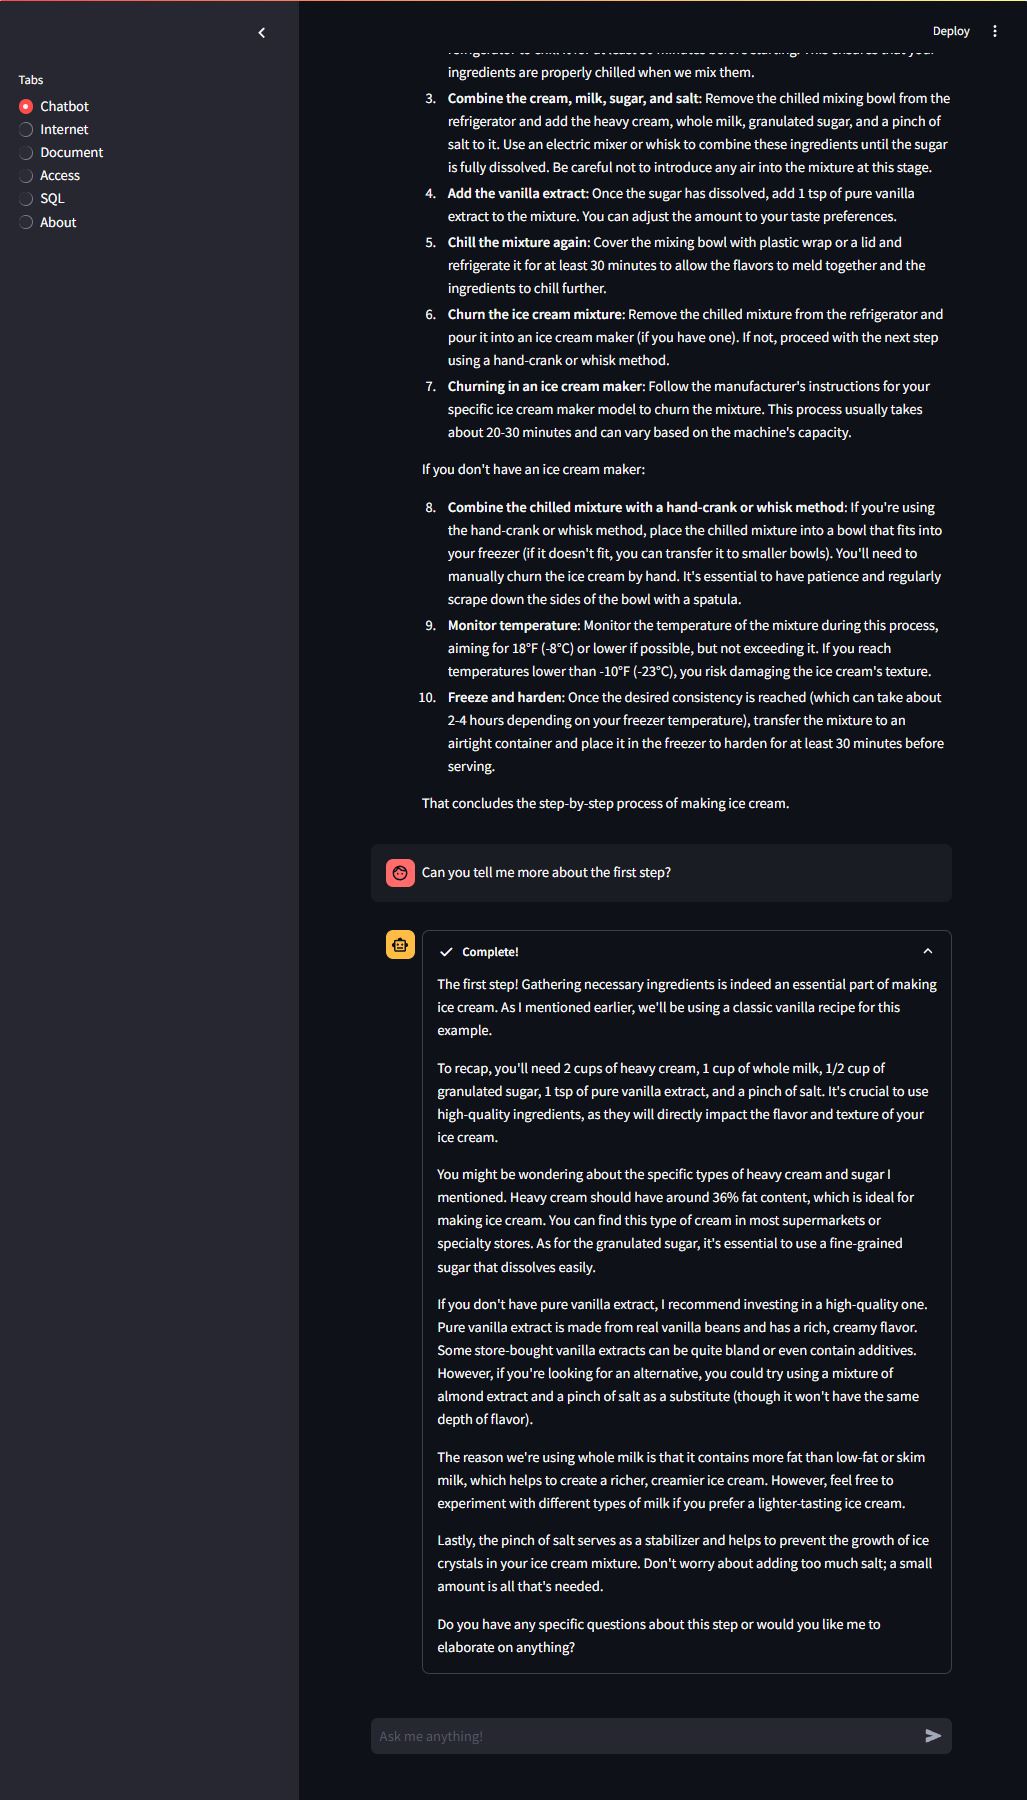 Deploy
Tabs
Chatbot
Internet
Document
Access
SQL
About
ingredients are properly chilled when we mix them.
3. Combine the cream, milk, sugar, and salt: Remove the chilled mixing bowl from the
refrigerator and add the heavy cream, whole milk, granulated sugar, and a pinch of
salt to it. Use an electric mixer or whisk to combine these ingredients until the sugar
is fully dissolved. Be careful not to introduce any air into the mixture at this stage.
4. Add the vanilla extract: Once the sugar has dissolved, add 1 tsp of pure vanilla
extract to the mixture. You can adjust the amount to your taste preferences.
5. Chill the mixture again: Cover the mixing bowl with plastic wrap or a lid and
refrigerate it for at least 30 minutes to allow the flavors to meld together and the
ingredients to chill further.
6. Churn the ice cream mixture: Remove the chilled mixture from the refrigerator and
pour it into an ice cream maker (if you have one). If not, proceed with the next step
using a hand-crank or whisk method.
7. Churning in an ice cream maker: Follow the manufacturer's instructions for your
specific ice cream maker model to churn the mixture. This process usually takes
about 20-30 minutes and can vary based on the machine's capacity.
If you don't have an ice cream maker:
8. Combine the chilled mixture with a hand-crank or whisk method: If you're using
the hand-crank or whisk method, place the chilled mixture into a bowl that fits into
your freezer (if it doesn't fit, you can transfer it to smaller bowls). You'll need to
manually churn the ice cream by hand. It's essential to have patience and regularly
scrape down the sides of the bowl with a spatula.
9. Monitor temperature: Monitor the temperature of the mixture during this process,
aiming for 18°F (-8°C) or lower if possible, but not exceeding it. If you reach
temperatures lower than -10°F (-23°C), you risk damaging the ice cream's texture.
10. Freeze and harden: Once the desired consistency is reached (which can take about
2-4 hours depending on your freezer temperature), transfer the mixture to an
airtight container and place it in the freezer to harden for at least 30 minutes before
serving.
That concludes the step-by-step process of making ice cream.
Can you tell me more about the first step?
Complete!
The first step! Gathering necessary ingredients is indeed an essential part of making
ice cream. As I mentioned earlier, we'll be using a classic vanilla recipe for this
example.
To recap, you'll need 2 cups of heavy cream, 1 cup of whole milk, 1/2 cup of
granulated sugar, 1 tsp of pure vanilla extract, and a pinch of salt. It's crucial to use
high-quality ingredients, as they will directly impact the flavor and texture of your
ice cream.
You might be wondering about the specific types of heavy cream and sugar I
mentioned. Heavy cream should have around 36% fat content, which is ideal for
making ice cream. You can find this type of cream in most supermarkets or
specialty stores. As for the granulated sugar, it's essential to use a fine-grained
sugar that dissolves easily.
If you don't have pure vanilla extract, I recommend investing in a high-quality one.
Pure vanilla extract is made from real vanilla beans and has a rich, creamy flavor.
Some store-bought vanilla extracts can be quite bland or even contain additives.
However, if you're looking for an alternative, you could try using a mixture of
almond extract and a pinch of salt as a substitute (though it won't have the same
depth of flavor).
The reason we're using whole milk is that it contains more fat than low-fat or skim
milk, which helps to create a richer, creamier ice cream. However, feel free to
experiment with different types of milk if you prefer a lighter-tasting ice cream.
Lastly, the pinch of salt serves as a stabilizer and helps to prevent the growth of ice
crystals in your ice cream mixture. Don't worry about adding too much salt; a small
amount is all that's needed.
Do you have any specific questions about this step or would you like me to
elaborate on anything?
Ask me anything!